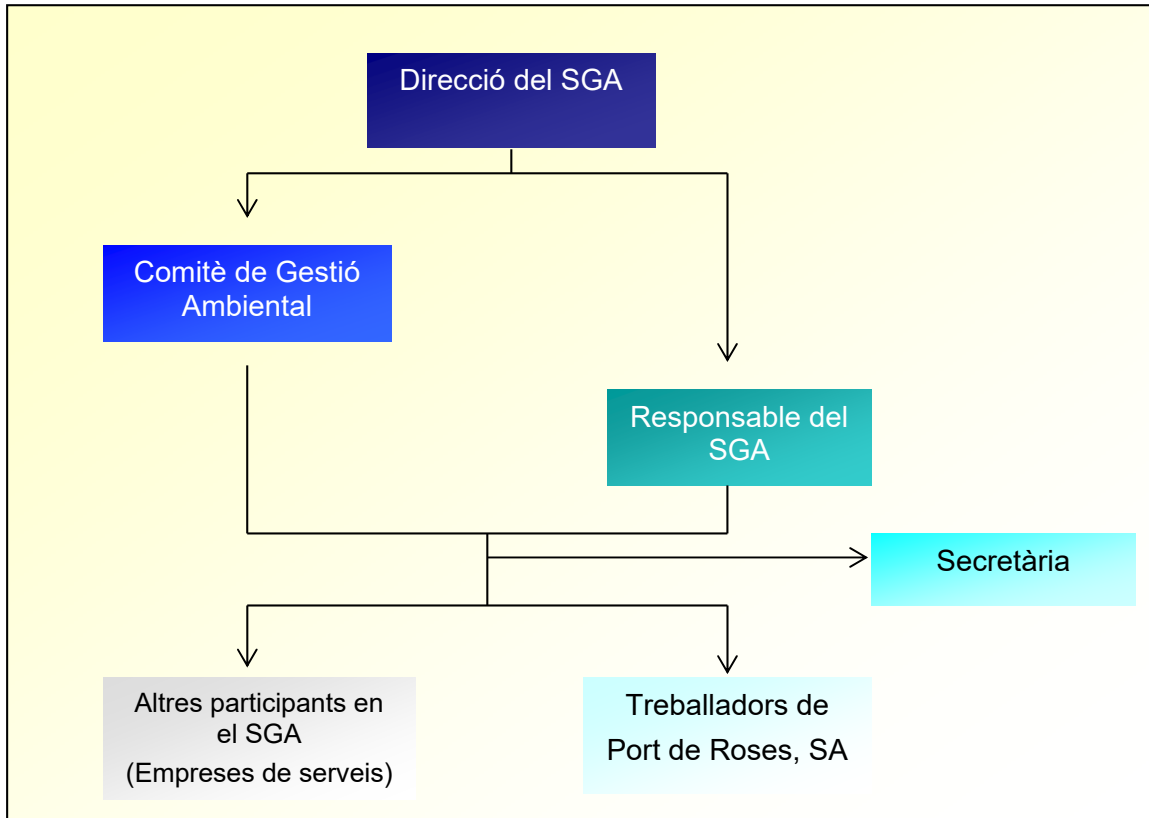 Direcció del SGA
Comitè de Gestió
Ambiental
Responsable del
SGA
Secretària
Altres participants en
el SGA
(Empreses de serveis)
Treballadors de
Port de Roses, SA